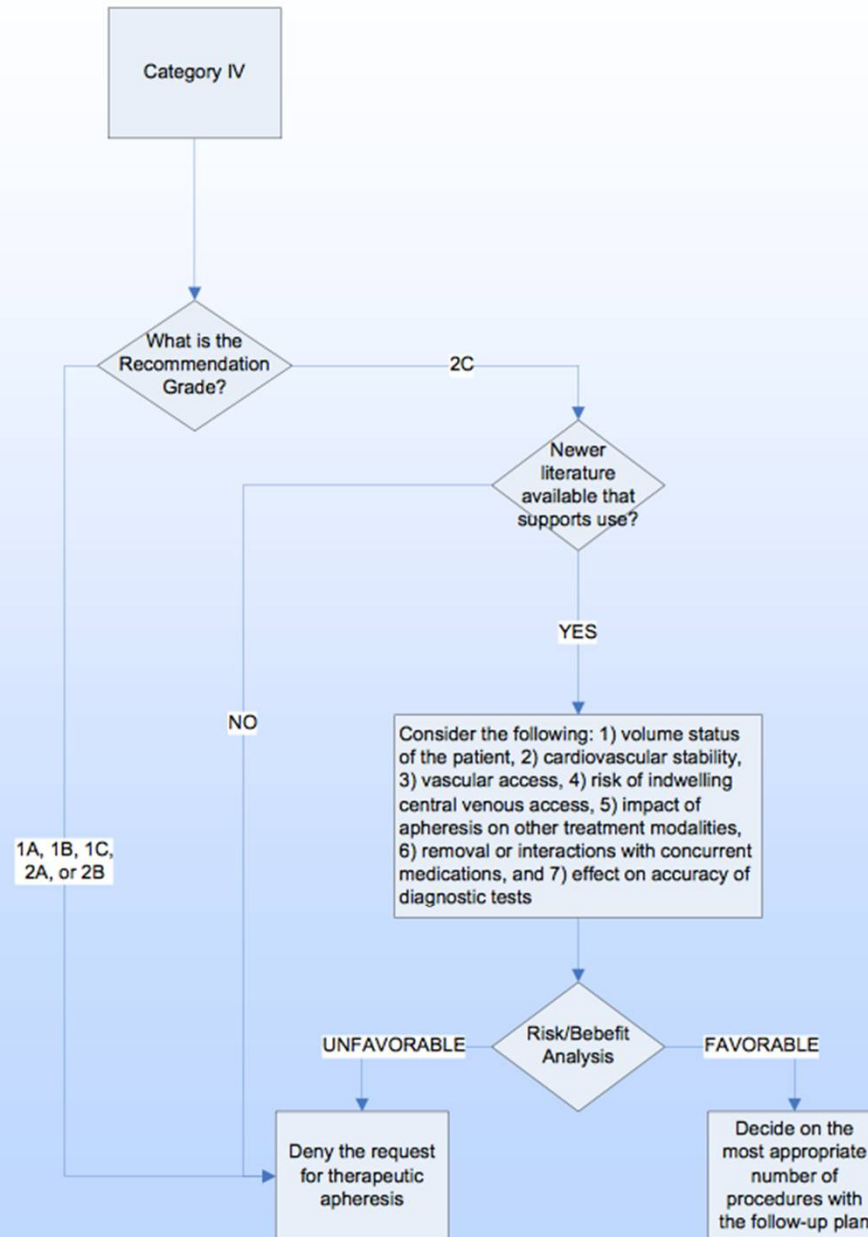 Category IV
What is the
Recommendation
Grade?
2C
Newer
literature
available that
supports use?
YES
NO
Consider the following: 1) volume status
of the patient, 2) cardiovascular stability,
3) vascular access, 4) risk of indwelling
central venous access, 5) impact of
apheresis on other treatment modalities,
6) removal or interactions with concurrent
medications, and 7) effect on accuracy of
diagnostic tests
1A, 1B, 1C,
2A, or 2B
UNFAVORABLE
Risk/Bebefit
Analysis
FAVORABLE
Deny the request
for therapeutic
apheresis
Decide on the
most appropriate
number of
procedures with
the follow-up plan